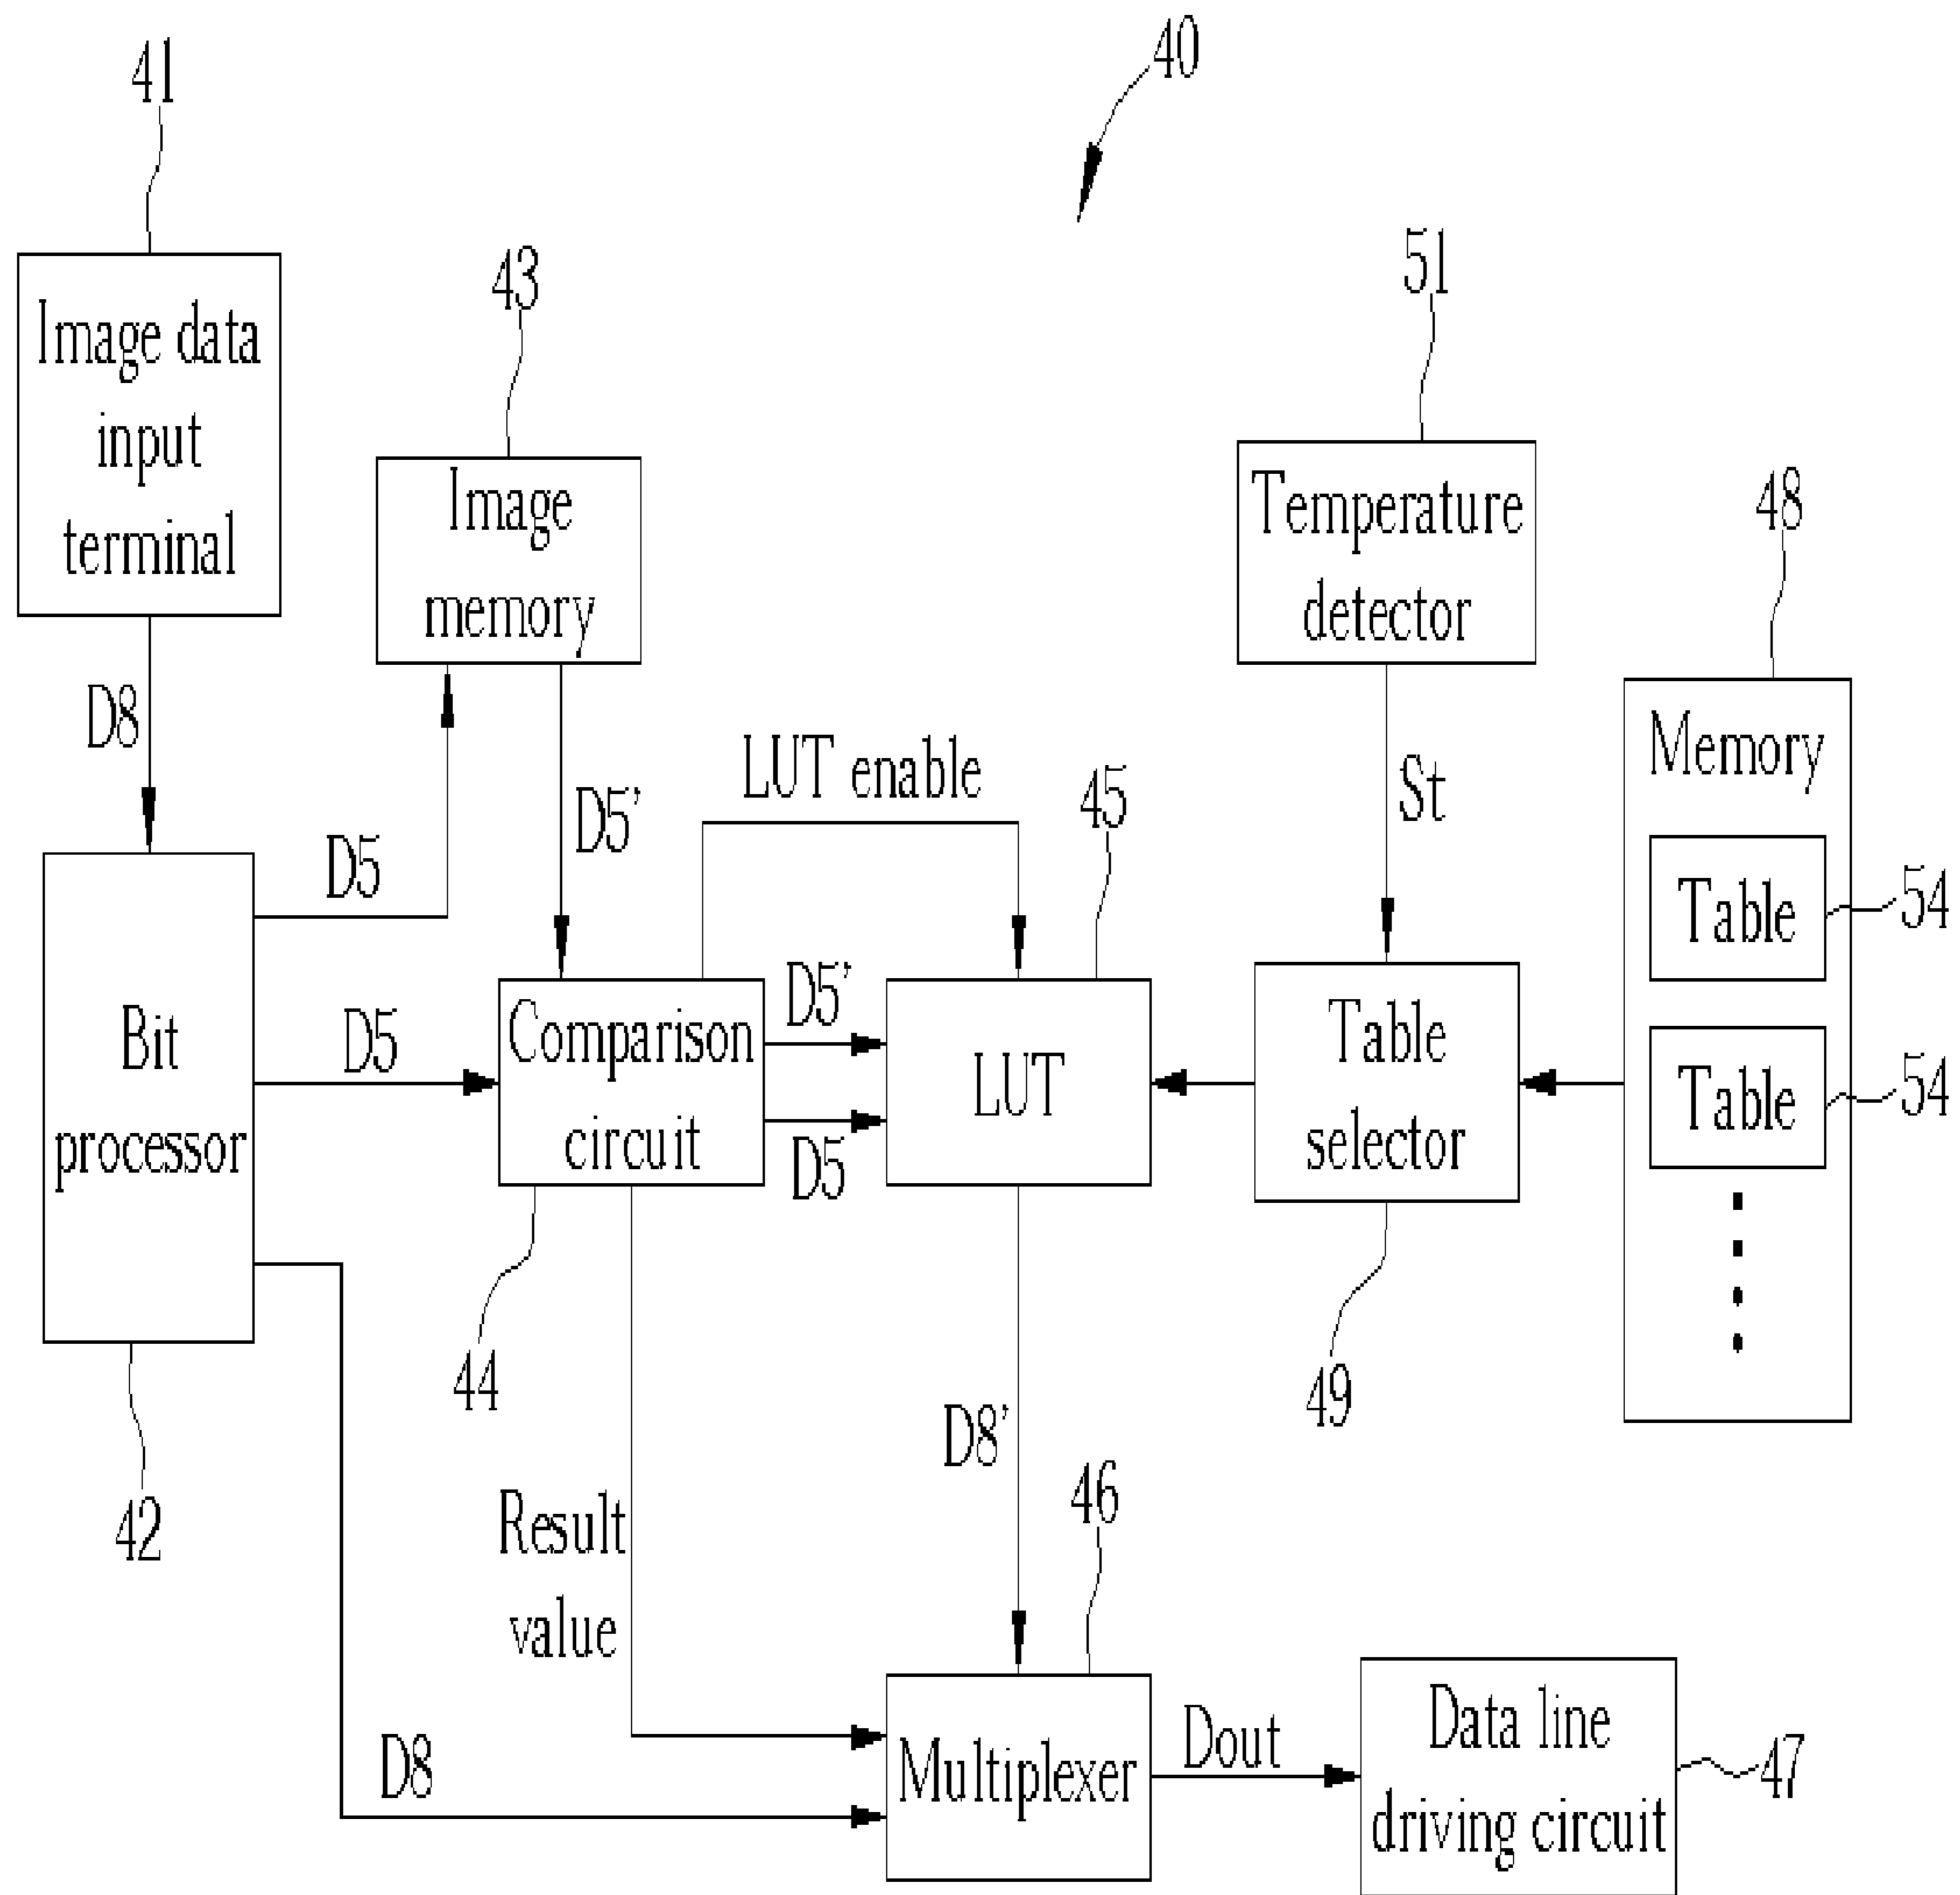 40
41
Image data
input
terminal
43
Image
memory
51
Temperature
detector
48
Memory
Table
54
Table
54
D8
D5
D5’
LUT enable
45
St
Bit
processor
42
D5
Comparison
circuit
44
D5’
D5
LUT
Table
selector
49
D8’
Result
value
46
D8
Multiplexer
Dout
Data line
driving circuit
47